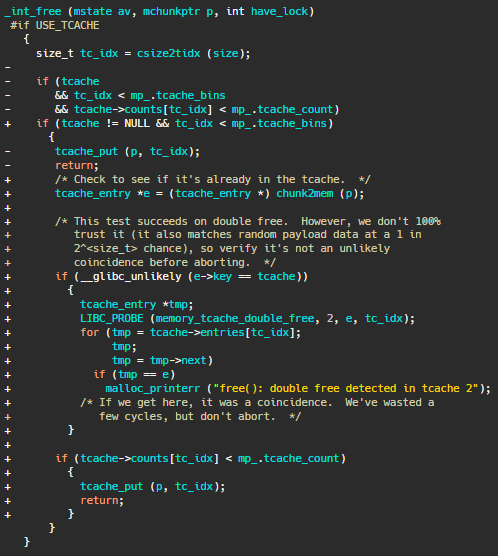 _int_free (mstate av, mchunkptr p, int have_lock)
 #if USE_TCACHE
   {
     size_t tc_idx = csize2tidx (size);
-
-    if (tcache
-       && tc_idx < mp_.tcache_bins
-       && tcache->counts[tc_idx] < mp_.tcache_count)
+    if (tcache != NULL && tc_idx < mp_.tcache_bins)
       {
-       tcache_put (p, tc_idx);
-       return;
+       /* Check to see if it's already in the tcache.  */
+       tcache_entry *e = (tcache_entry *) chunk2mem (p);
+
+       /* This test succeeds on double free.  However, we don't 100%
+          trust it (it also matches random payload data at a 1 in
+          2^<size_t> chance), so verify it's not an unlikely
+          coincidence before aborting.  */
+       if (__glibc_unlikely (e->key == tcache))
+         {
+           tcache_entry *tmp;
+           LIBC_PROBE (memory_tcache_double_free, 2, e, tc_idx);
+           for (tmp = tcache->entries[tc_idx];
+                tmp;
+                tmp = tmp->next)
+             if (tmp == e)
+               malloc_printerr ("free(): double free detected in tcache 2");
+           /* If we get here, it was a coincidence.  We've wasted a
+              few cycles, but don't abort.  */
+         }
+
+       if (tcache->counts[tc_idx] < mp_.tcache_count)
+         {
+           tcache_put (p, tc_idx);
+           return;
+         }
       }
   }